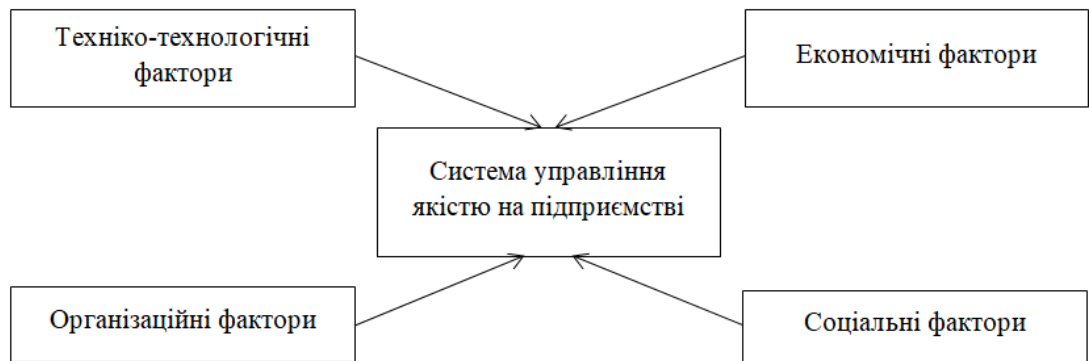 Техніко-технологічні
фактори
Економічні фактори
Система управління
якістю на підприємстві
Організаційні фактори
Соціальні фактори